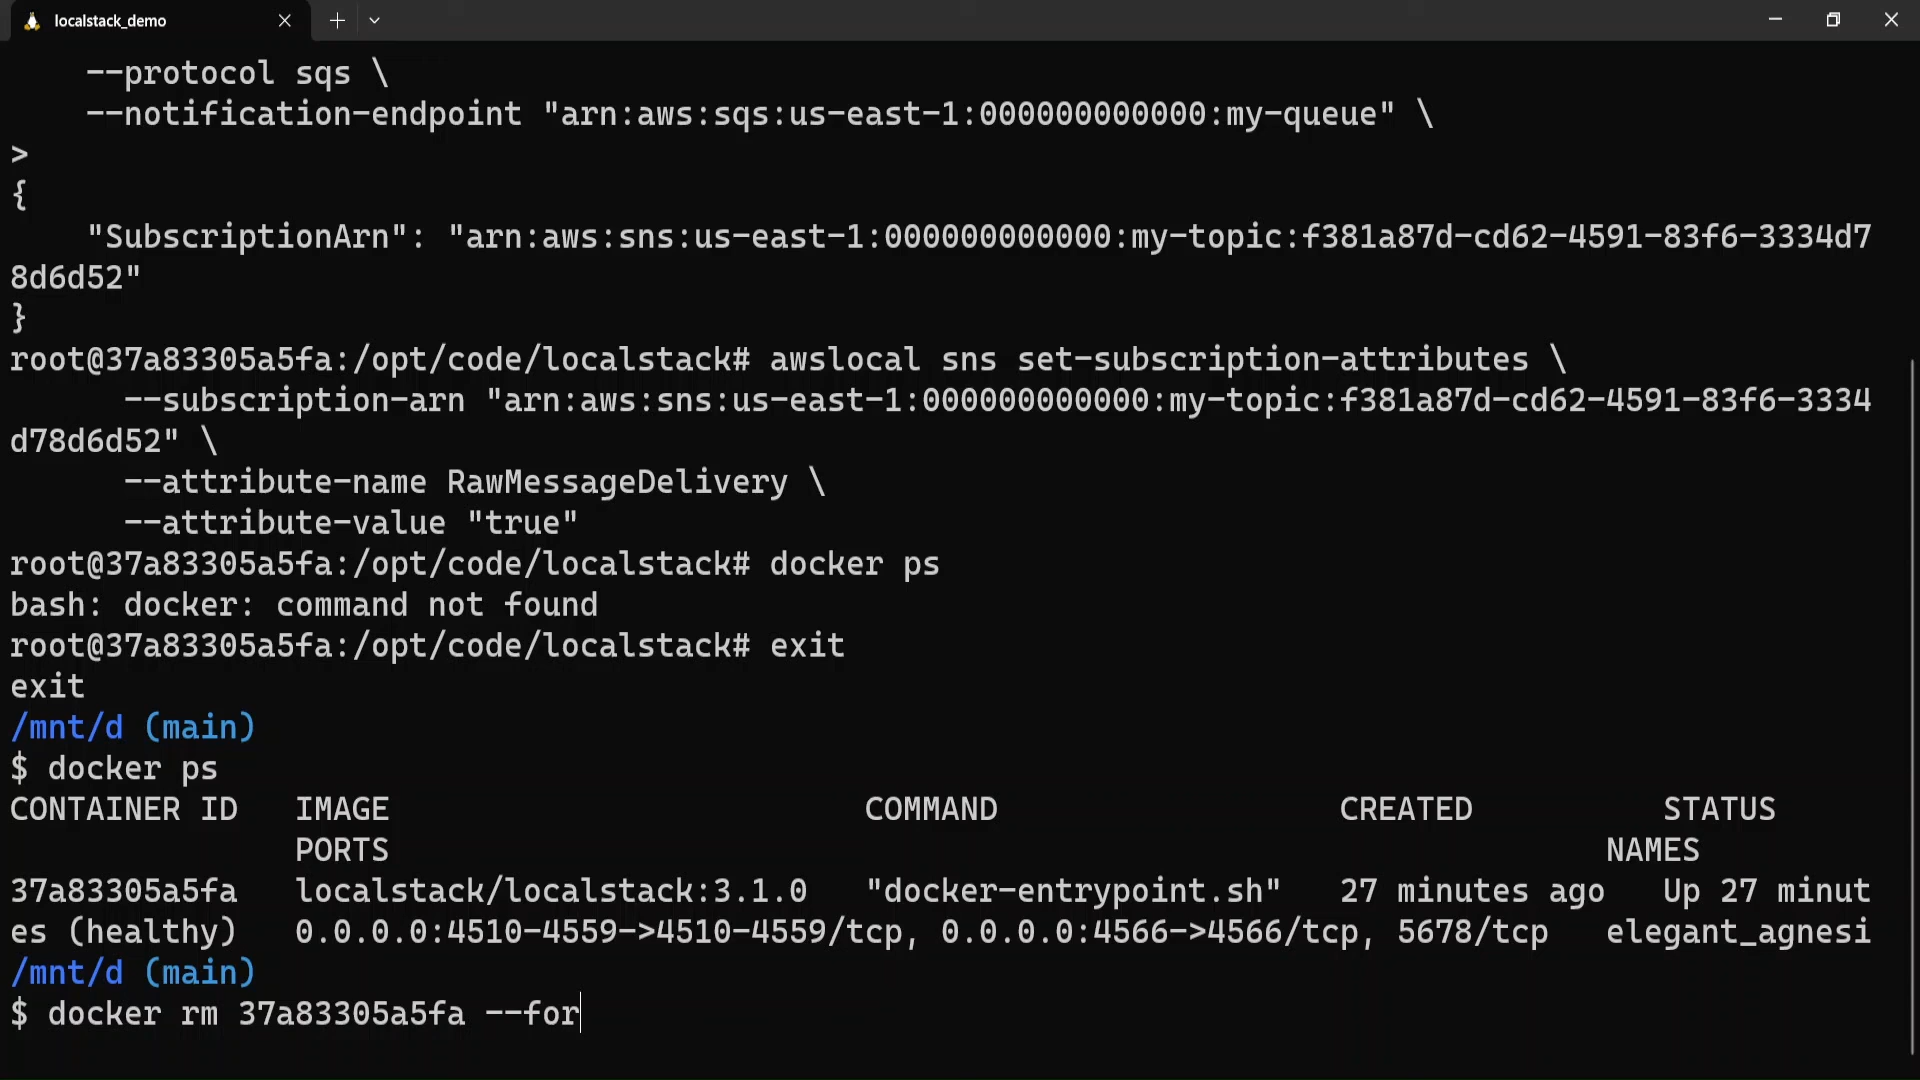 localstack_demo
--protocol sqs \
--notification-endpoint "arn:aws:sqs:us-east-1:000000000000:my-queue" \
>
{
"SubscriptionArn": "arn:aws:sns:us-east-1:000000000000:my-topic:f381a87d-cd62-4591-83f6-3334d7
8d6d52"
}
root@37a83305a5fa:/opt/code/localstack# awslocal sns set-subscription-attributes \
--subscription-arn "arn:aws:sns:us-east-1:000000000000:my-topic:f381a87d-cd62-4591-83f6-3334
d78d6d52" \
--attribute-name RawMessageDelivery \
--attribute-value "true"
root@37a83305a5fa:/opt/code/localstack# docker ps
bash: docker: command not found
root@37a83305a5fa:/opt/code/localstack# exit
exit
/mnt/d (main)
$ docker ps
CONTAINER ID IMAGE COMMAND CREATED STATUS
PORTS NAMES
37a83305a5fa localstack/localstack:3.1.0 "docker-entrypoint.sh" 27 minutes ago Up 27 minut
es (healthy) 0.0.0.0:4510-4559->4510-4559/tcp, 0.0.0.0:4566->4566/tcp, 5678/tcp elegant_agnesi
/mnt/d (main)
$ docker rm 37a83305a5fa --for